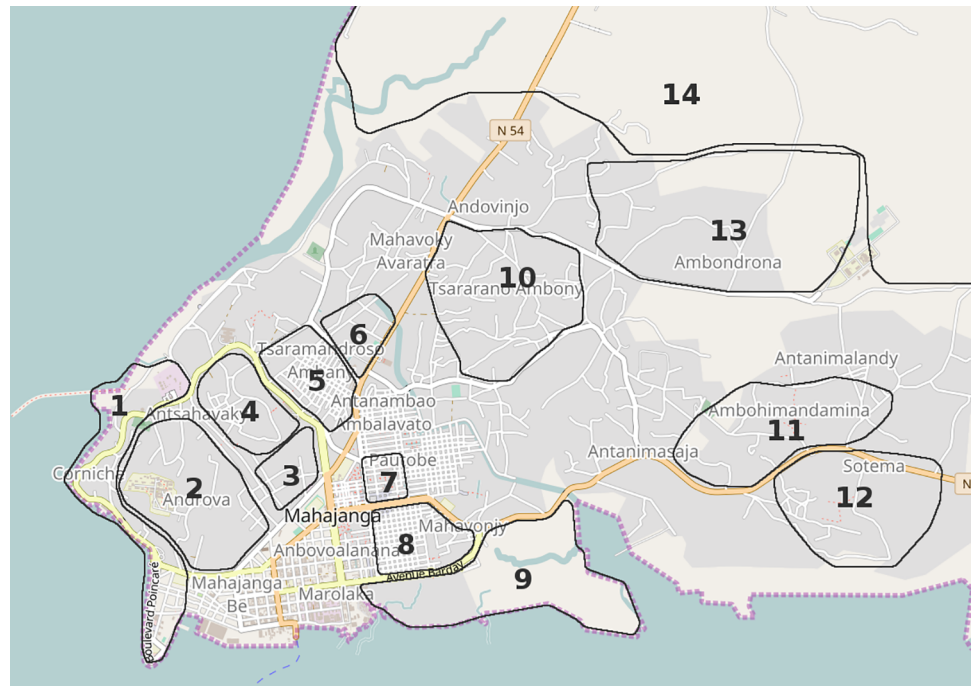 14
N 54
Andovinjo
13
Mahavoky
Avaratra
Ambondrona
10
Tsararano Ambony
6
Tsaramandroso
Ambany
5
Antanimalandy
1
4
Antsahavaky
Antanambao
Ambalavato
Ambohimandamina
11
Antanimasaja
3
7
Sotema
Corniche
2
Androva
12
N
Mahajanga
Mahavonjy
8
Anbovoalanana
9
Avenue Barday
Mahajanga
Be
Marolaka
Boulevard Poincaré